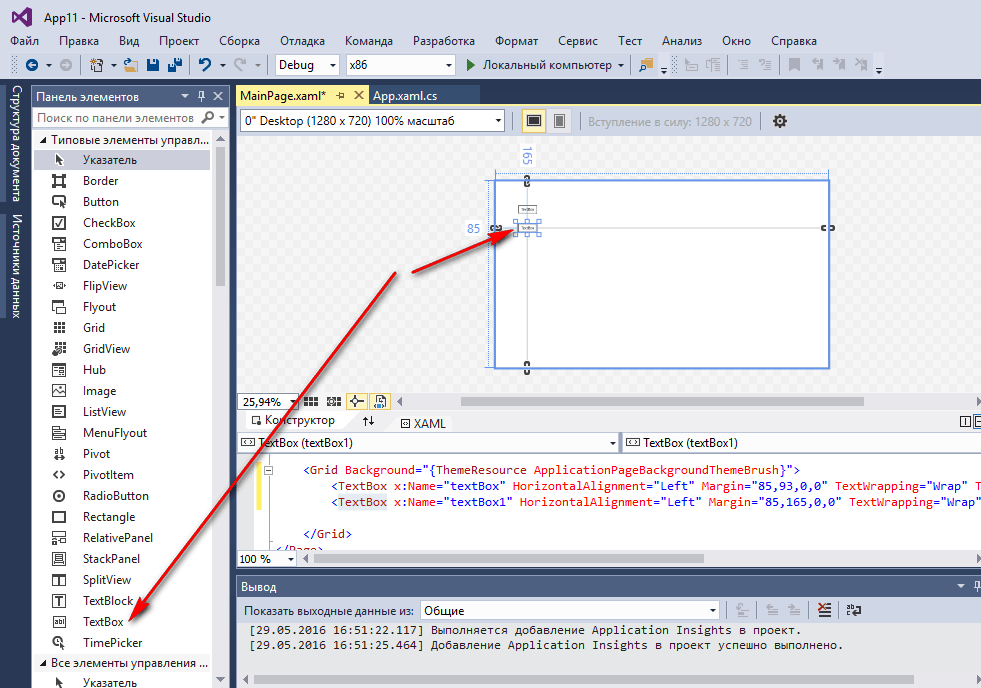 App11 - Microsoft Visual Studio
Файл Правка Вид Проект Сборка Отладка Команда Разработка Формат Сервис Тест Анализ Окно Справка
Debug x86 Локальный компьютер
Структура документа
Источники данных
Панель элементов
Поиск по панели элементов
Типовые элементы управл...
Указатель
Border
Button
CheckBox
ComboBox
DatePicker
FlipView
Flyout
Grid
GridView
Hub
Image
ListView
MenuFlyout
Pivot
PivotItem
RadioButton
Rectangle
RelativePanel
StackPanel
SplitView
TextBlock
TextBox
TimePicker
Все элементы управления ...
Указатель
MainPage.xaml* App.xaml.cs
0" Desktop (1280 x 720) 100% масштаб Вступление в силу: 1280 x 720
165
TextBox
85 TextBox
25,94%
Конструктор XAML
TextBox (textBox1) TextBox (textBox1)
<Grid Background="{ThemeResource ApplicationPageBackgroundThemeBrush}">
<TextBox x:Name="textBox" HorizontalAlignment="Left" Margin="85,93,0,0" TextWrapping="Wrap" T
<TextBox x:Name="textBox1" HorizontalAlignment="Left" Margin="85,165,0,0" TextWrapping="Wrap"
</Grid>
</Page>
100 %
Вывод
Показать выходные данные из: Общие
[29.05.2016 16:51:22.117] Выполняется добавление Application Insights в проект.
[29.05.2016 16:51:25.464] Добавление Application Insights в проект успешно выполнено.